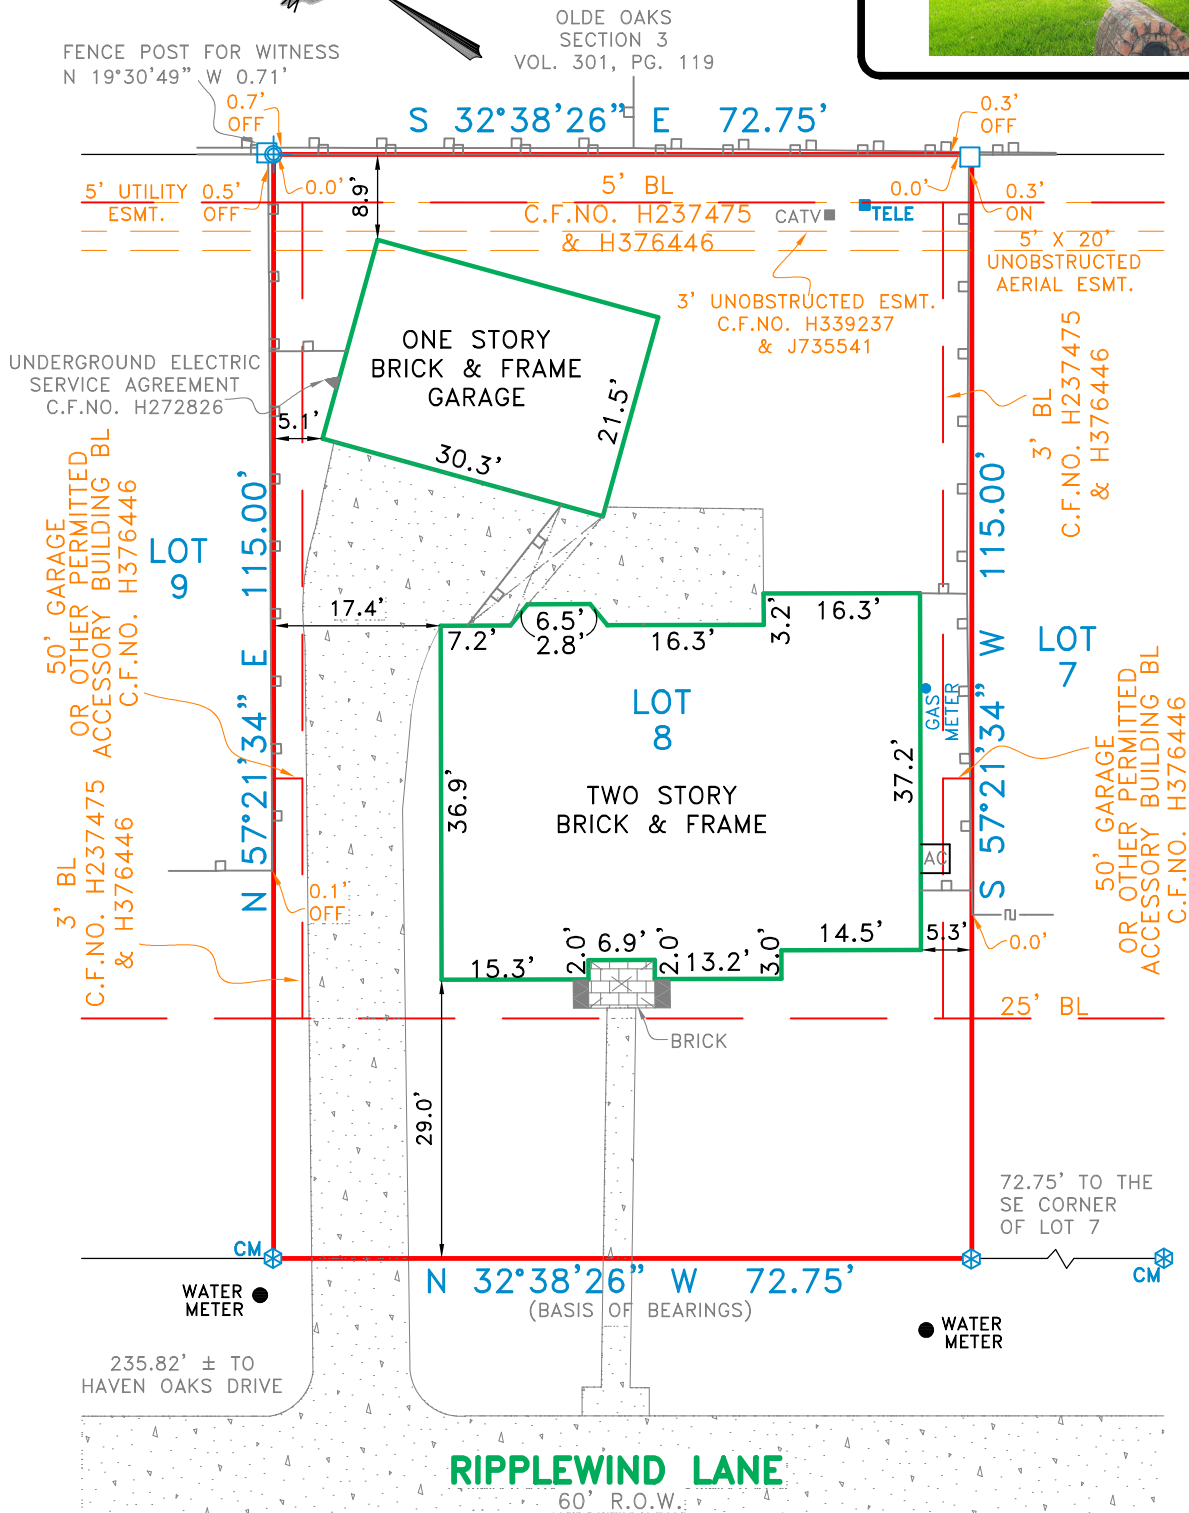 OLDE OAKS
SECTION 3
VOL. 301, PG. 119
FENCE POST FOR WITNESS
N 19°30'49" W 0.71'
0.7'
OFF
S 32°38'26" E 72.75'
0.3'
OFF
5' UTILITY
ESMT.
0.5'
OFF
0.0'
8.9'
5' BL
C.F.NO. H237475
& H376446
CATV
TELE
0.0'
0.3'
ON
5' X 20'
UNOBSTRUCTED
AERIAL ESMT.
3' UNOBSTRUCTED ESMT.
C.F.NO. H339237
& J735541
ONE STORY
BRICK & FRAME
GARAGE
21.5'
30.3'
UNDERGROUND ELECTRIC
SERVICE AGREEMENT
C.F.NO. H272826
5.1'
3' BL
C.F.NO. H237475
& H376446
50' GARAGE
OR OTHER PERMITTED
ACCESSORY BUILDING BL
C.F.NO. H376446
LOT
9
N 57°21'34" E 115.00'
S 57°21'34" W 115.00'
LOT
7
17.4'
7.2'
6.5'
2.8'
16.3'
3.2'
16.3'
LOT
8
GAS
METER
36.9'
37.2'
TWO STORY
BRICK & FRAME
AC
50' GARAGE
OR OTHER PERMITTED
ACCESSORY BUILDING BL
C.F.NO. H376446
3' BL
C.F.NO. H237475
& H376446
0.1'
OFF
15.3'
2.0'
6.9'
2.0'
13.2'
3.0'
14.5'
5.3'
0.0'
25' BL
BRICK
29.0'
72.75' TO THE
SE CORNER
OF LOT 7
CM
N 32°38'26" W 72.75'
(BASIS OF BEARINGS)
CM
WATER
METER
WATER
METER
235.82' ± TO
HAVEN OAKS DRIVE
RIPPLEWIND LANE
60' R.O.W.